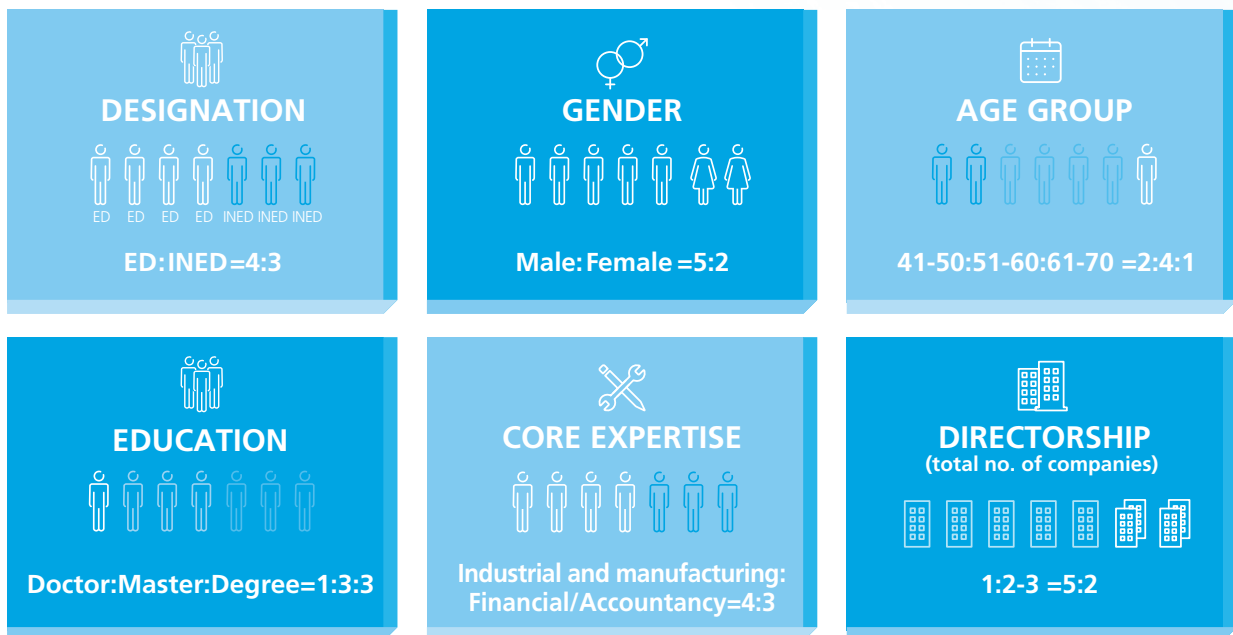 DESIGNATION
ED ED ED ED INED INED INED
ED:INED=4:3
GENDER
Male:Female=5:2
AGE GROUP
41-50:51-60:61-70 =2:4:1
EDUCATION
Doctor:Master:Degree=1:3:3
CORE EXPERTISE
Industrial and manufacturing:
Financial/Accountancy=4:3
DIRECTORSHIP
(total no. of companies)
1:2-3 =5:2